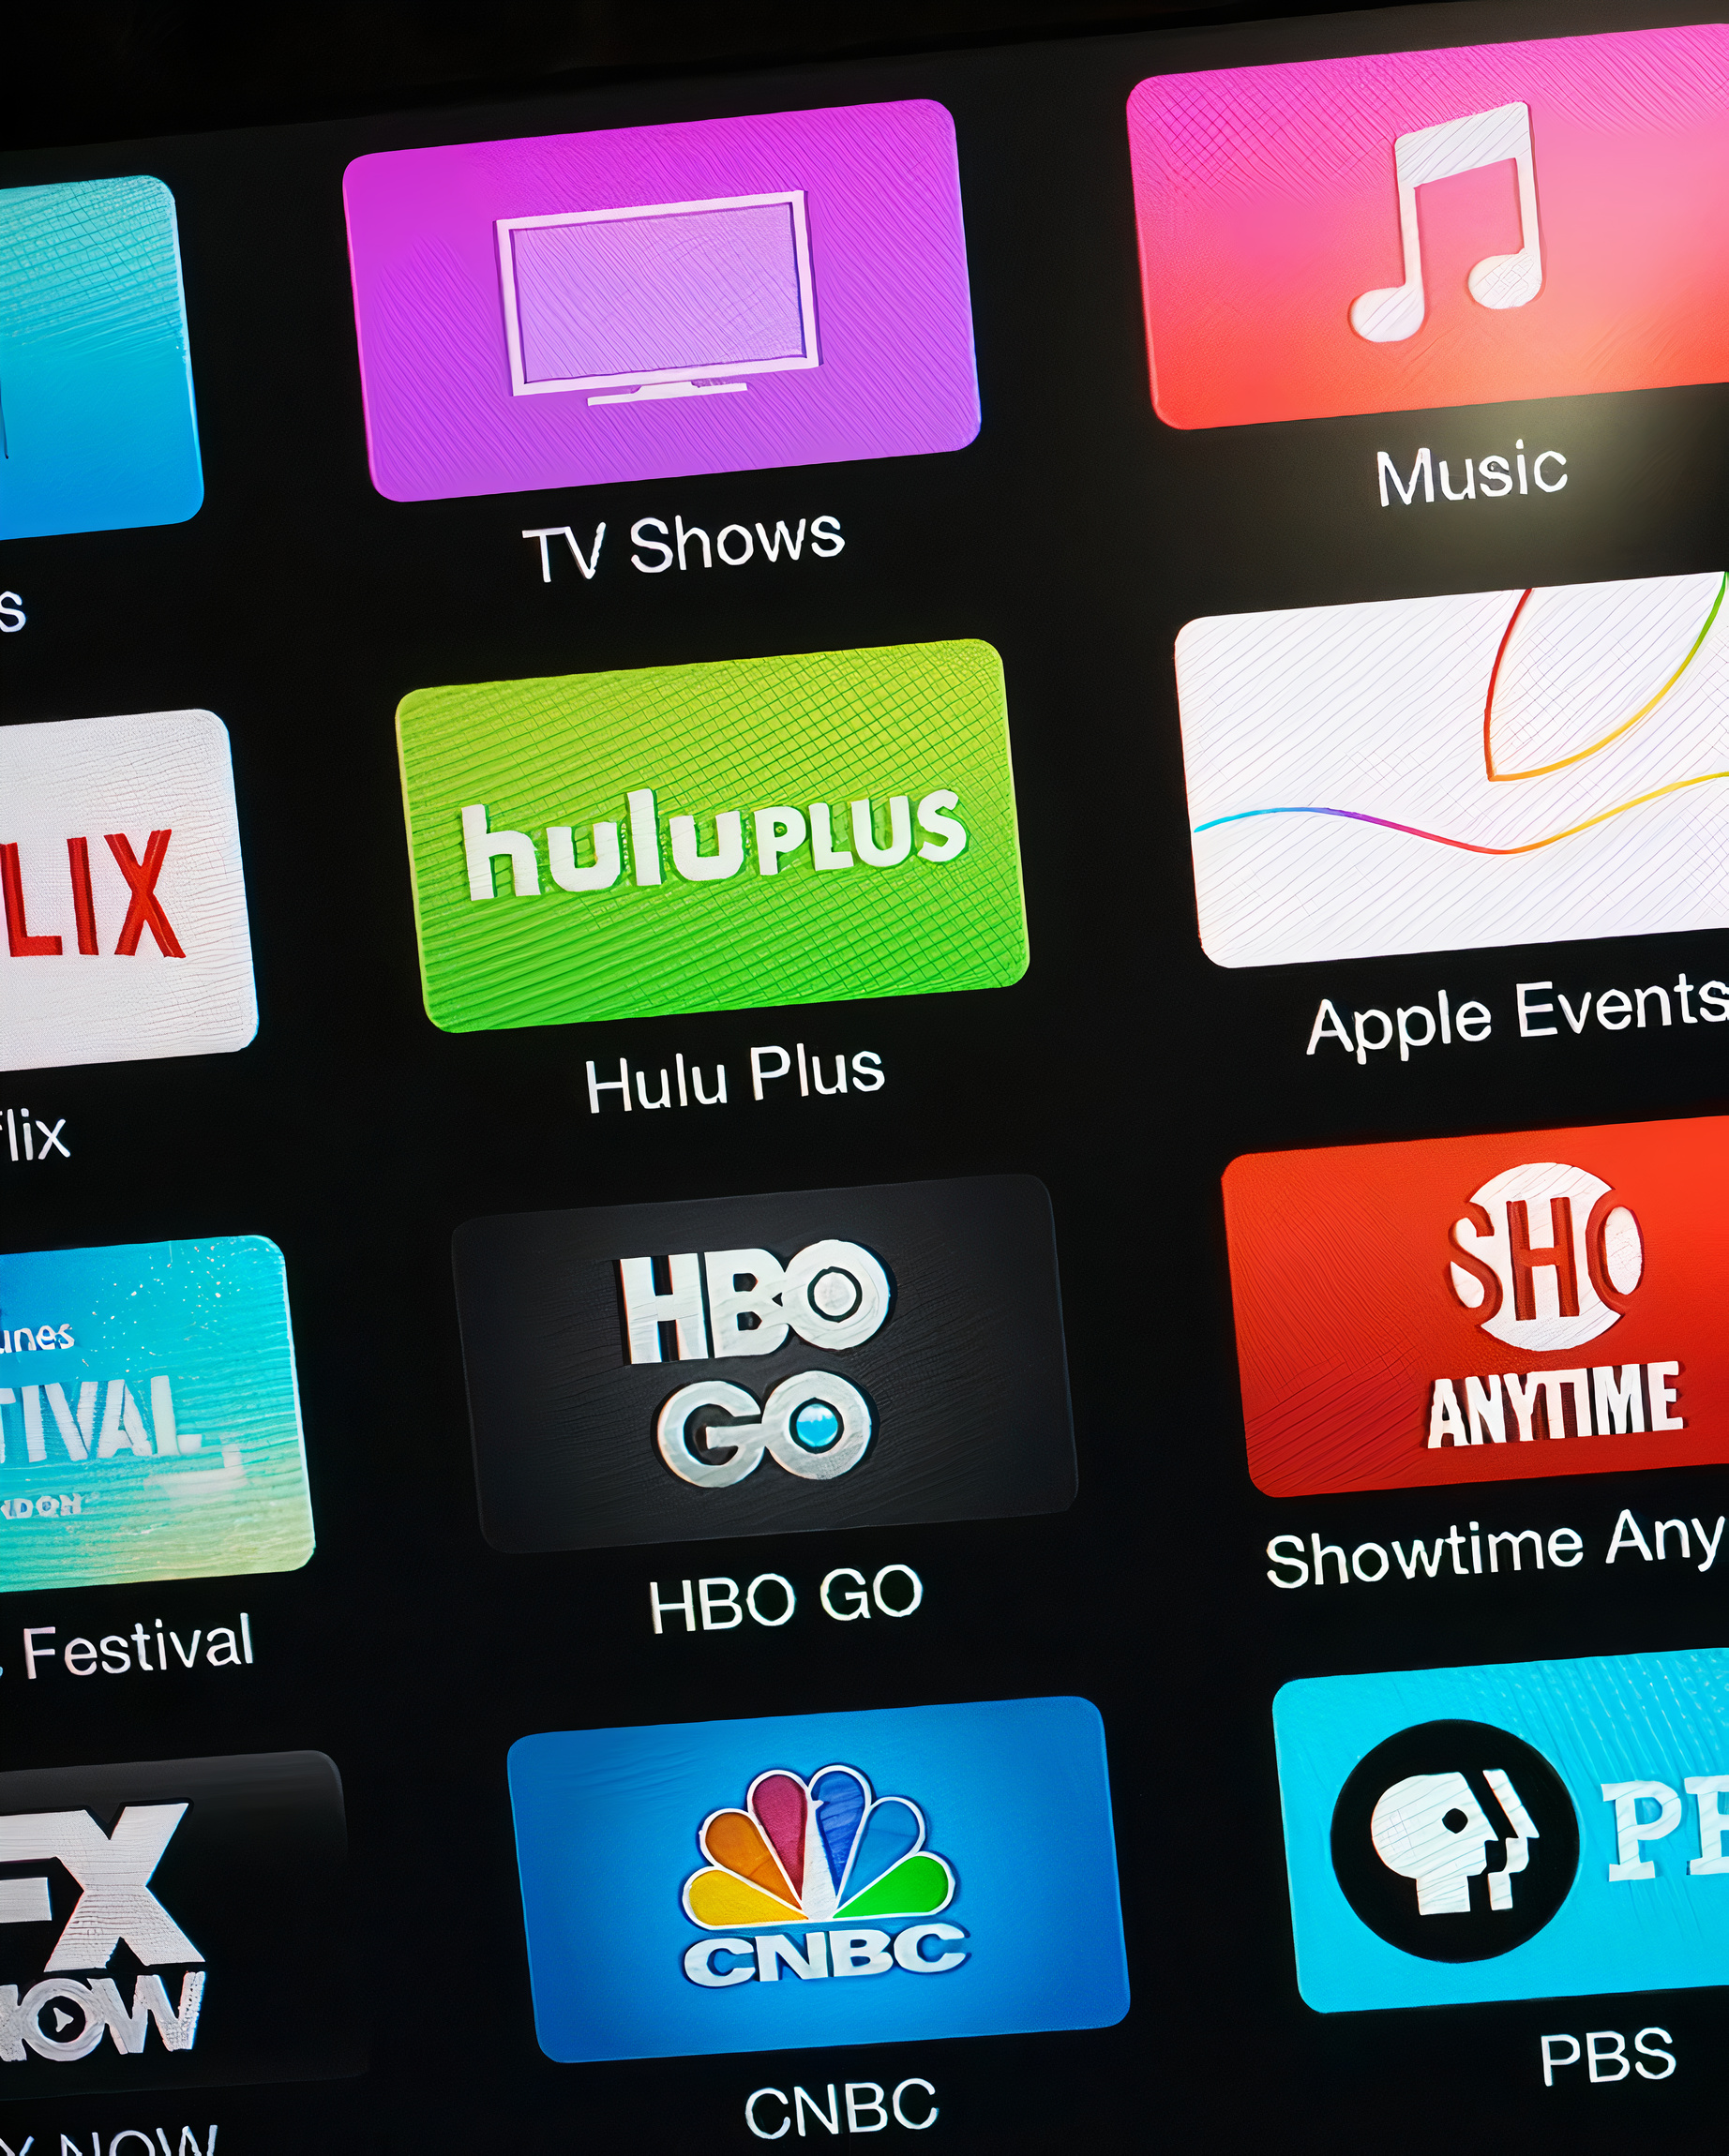 TV Shows
Music
s
LIX
huluPLUS
flix
Hulu Plus
Apple Events
unes
TIVAL
NDON
HBO
GO
SHO
ANYTIME
Festival
HBO GO
Showtime Any
FX
NOW
CNBC
PB
X NOW
CNBC
PBS